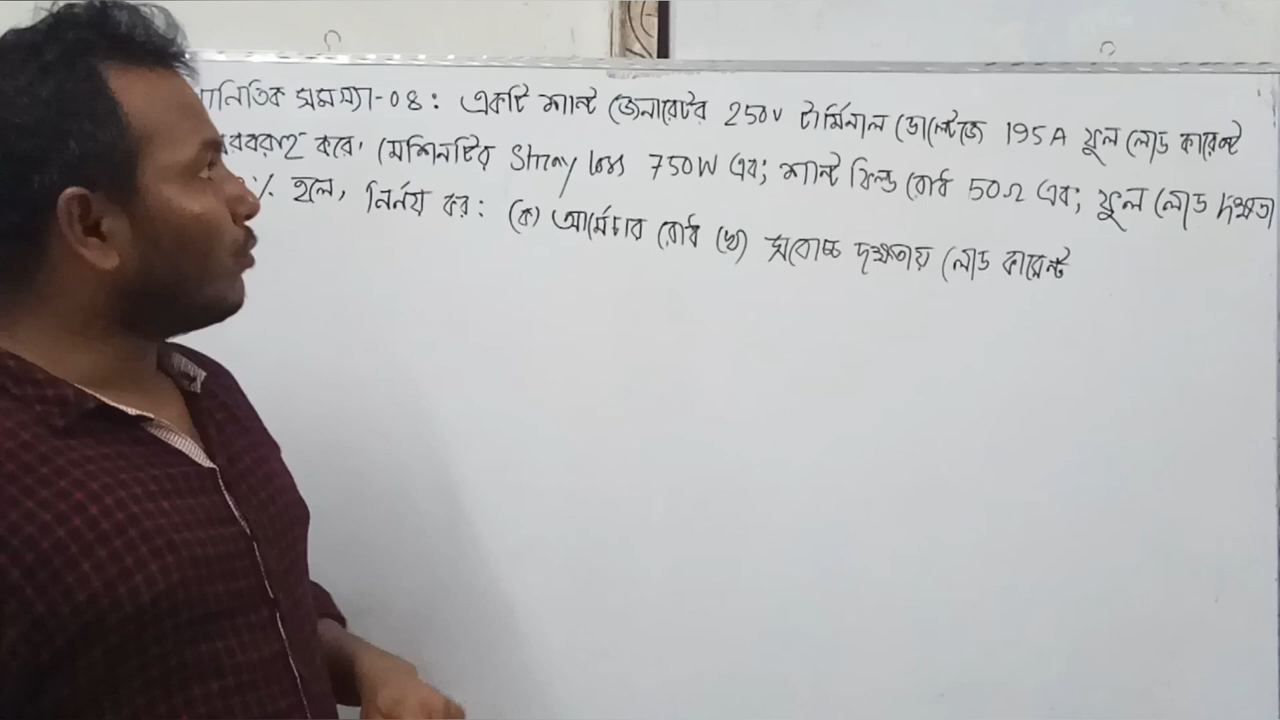 গানিতিক সমস্যা-০৪: একটি শান্ট জেনারেটর 250V টার্মিনাল ভোল্টেজে 195A ফুল লোড কারেন্ট
সরবরাহ করে। মেশিনটির Stray loss 750W এবং শান্ট ফিল্ড রোধ 50Ω এবং ফুল লোড দক্ষতা
% হলে, নির্নয় কর: (ক) আর্মেচার রোধ (খ) সর্বোচ্চ দক্ষতায় লোড কারেন্ট